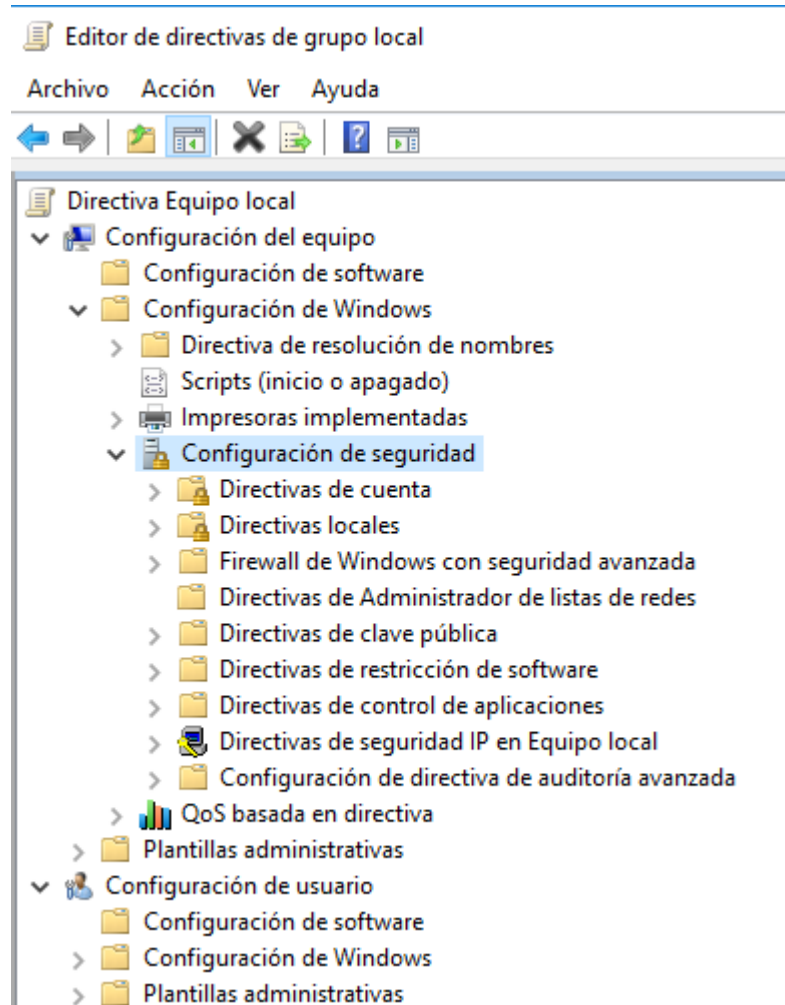 Editor de directivas de grupo local
Archivo Acción Ver Ayuda
Directiva Equipo local
Configuración del equipo
Configuración de software
Configuración de Windows
Directiva de resolución de nombres
Scripts (inicio o apagado)
Impresoras implementadas
Configuración de seguridad
Directivas de cuenta
Directivas locales
Firewall de Windows con seguridad avanzada
Directivas de Administrador de listas de redes
Directivas de clave pública
Directivas de restricción de software
Directivas de control de aplicaciones
Directivas de seguridad IP en Equipo local
Configuración de directiva de auditoría avanzada
QoS basada en directiva
Plantillas administrativas
Configuración de usuario
Configuración de software
Configuración de Windows
Plantillas administrativas